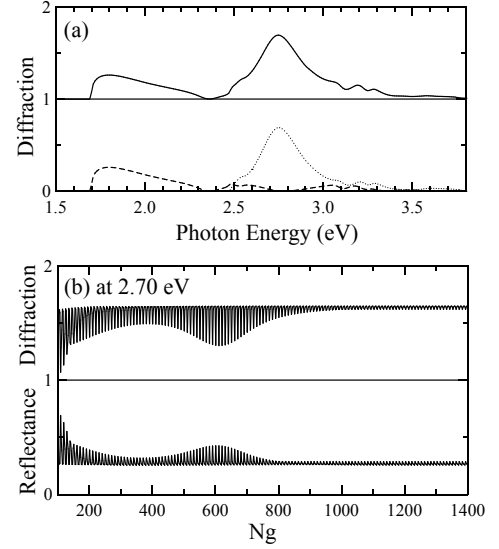 (a)
Diffraction
2
1
0
1.5 2.0 2.5 3.0 3.5
Photon Energy (eV)
(b) at 2.70 eV
Diffraction
Reflectance
2
1
0
200 400 600 800 1000 1200 1400
Ng